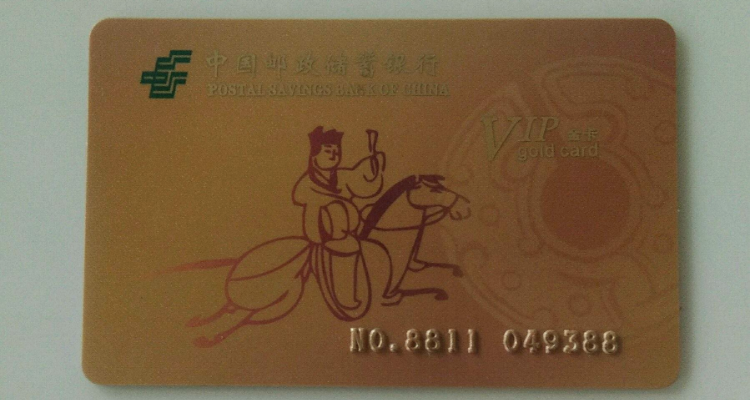 中国邮政储蓄银行
POSTAL SAVINGS BANK OF CHINA
VIP 金卡
gold card
NO.8811 049388